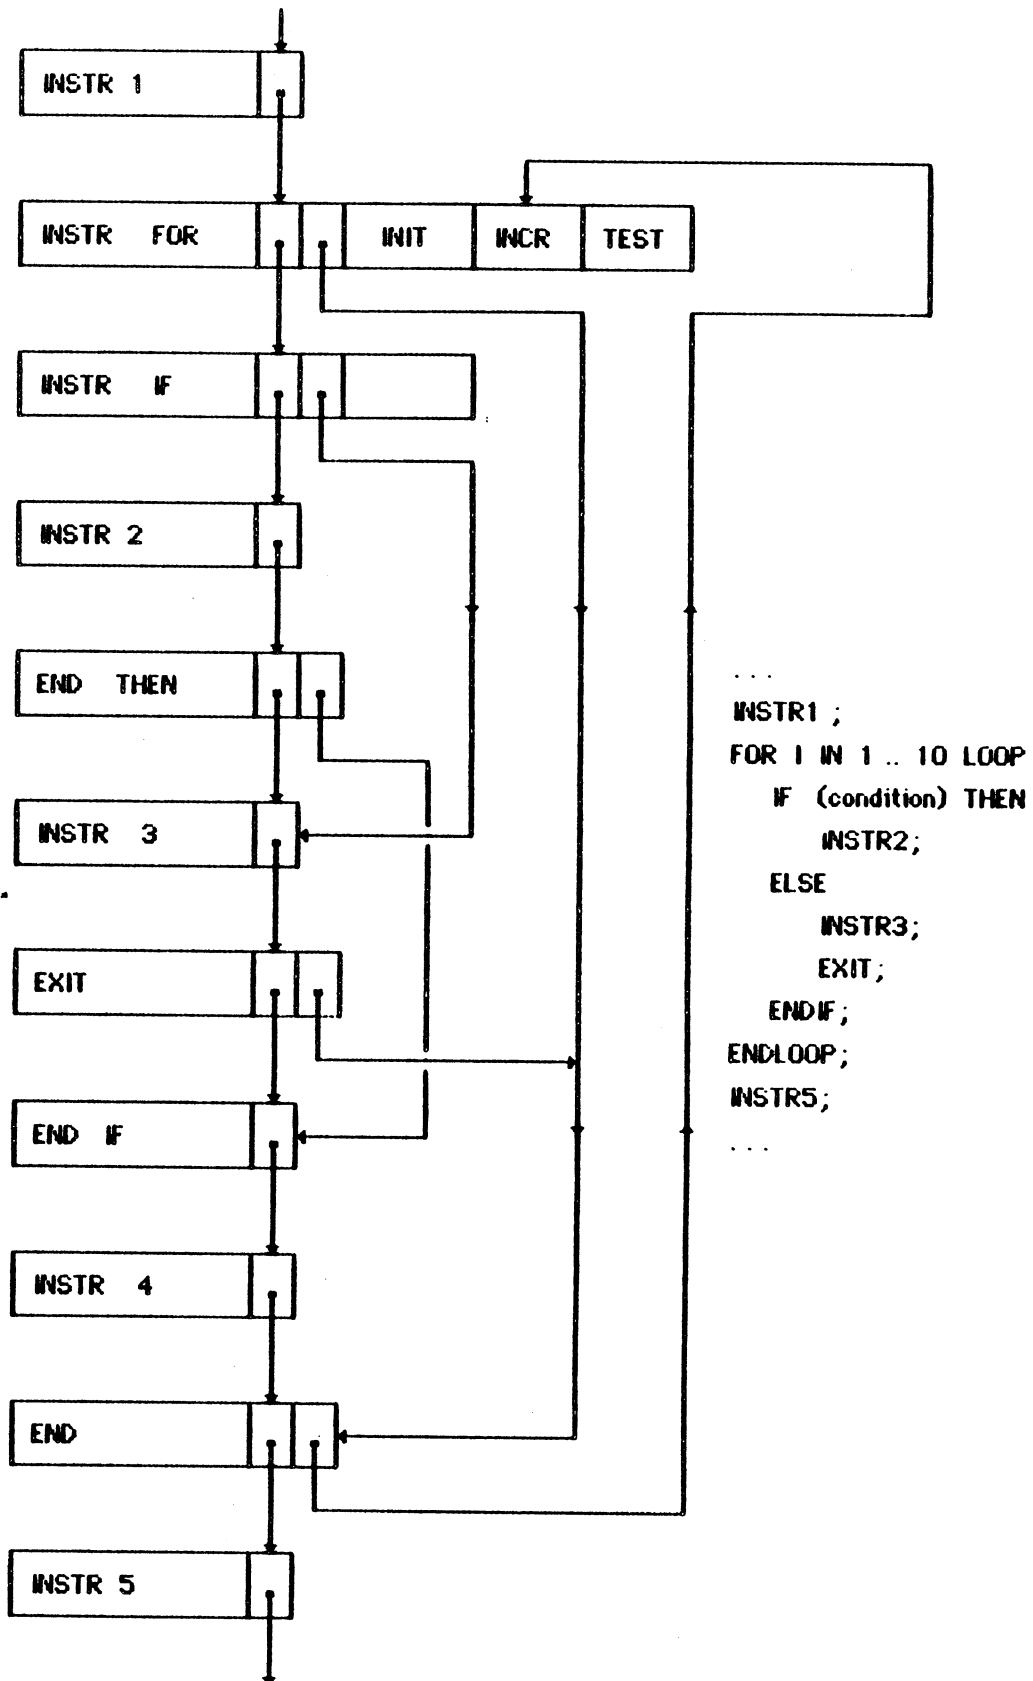 INSTR 1
INSTR FOR INIT INCR TEST
INSTR IF
INSTR 2
END THEN
INSTR 3
EXIT
END IF
INSTR 4
END
INSTR 5
...
INSTR1 ;
FOR I IN 1 .. 10 LOOP
IF (condition) THEN
INSTR2;
ELSE
INSTR3;
EXIT;
ENDIF;
ENDLOOP;
INSTR5;
...